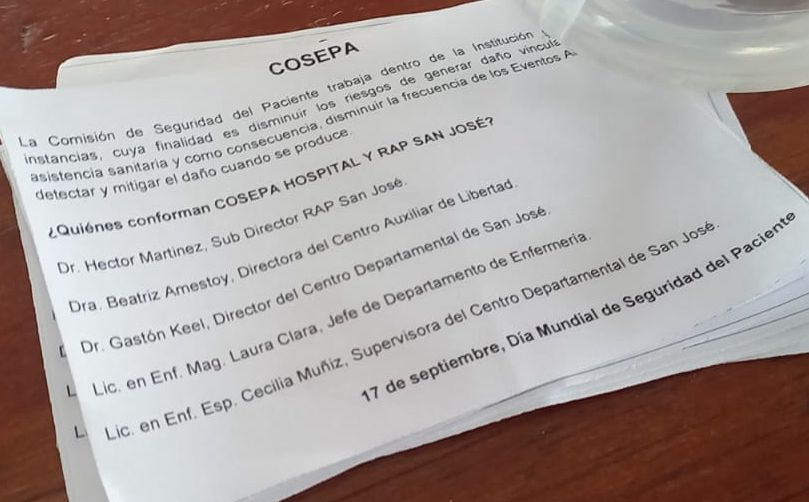 COSEPA
La Comisión de Seguridad del Paciente trabaja dentro de la Institución
instancias, cuya finalidad es disminuir los riesgos de generar daño
asistencia sanitaria y como consecuencia, disminuir la frecuencia de los Eventos
detectar y mitigar el daño cuando se produce.
¿Quiénes conforman COSEPA HOSPITAL Y RAP SAN JOSÉ?
Dr. Hector Martinez, Sub Director RAP San José.
Dra. Beatriz Amestoy, Directora del Centro Auxiliar de Libertad.
Dr. Gastón Keel, Director del Centro Departamental de San José.
Lic. en Enf. Mag. Laura Clara, Jefe de Departamento de Enfermería.
Lic. en Enf. Esp. Cecilia Muñiz, Supervisora del Centro Departamental de San José.
17 de septiembre, Día Mundial de Seguridad del Paciente